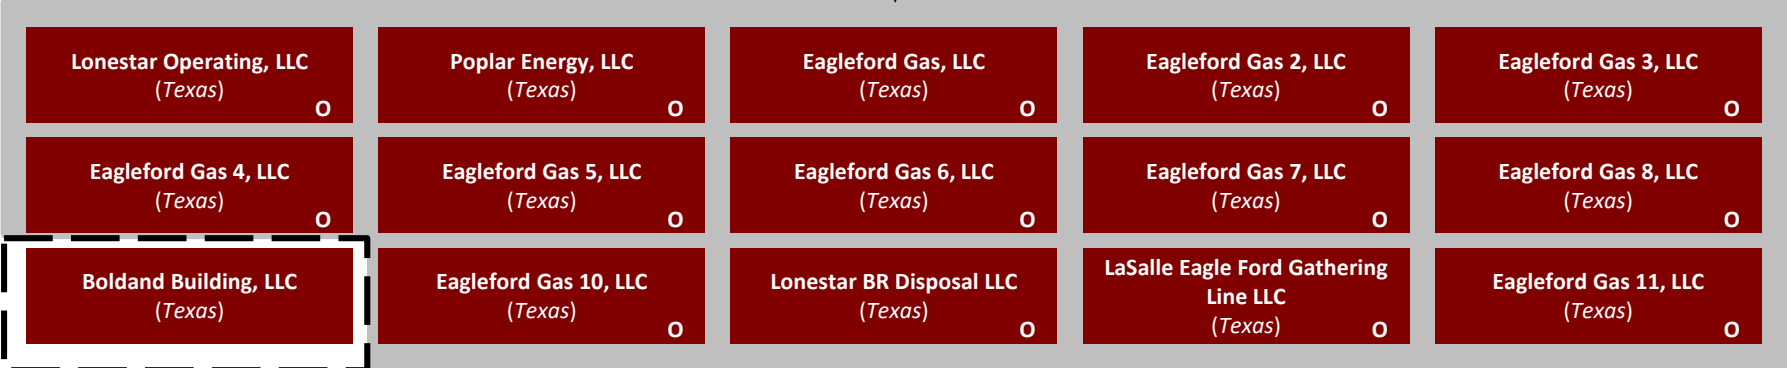 Lonestar Operating, LLC
(Texas)
O
Poplar Energy, LLC
(Texas)
O
Eagleford Gas, LLC
(Texas)
O
Eagleford Gas 2, LLC
(Texas)
O
Eagleford Gas 3, LLC
(Texas)
O
Eagleford Gas 4, LLC
(Texas)
O
Eagleford Gas 5, LLC
(Texas)
O
Eagleford Gas 6, LLC
(Texas)
O
Eagleford Gas 7, LLC
(Texas)
O
Eagleford Gas 8, LLC
(Texas)
O
Boldand Building, LLC
(Texas)
Eagleford Gas 10, LLC
(Texas)
O
Lonestar BR Disposal LLC
(Texas)
O
LaSalle Eagle Ford Gathering
Line LLC
(Texas)
O
Eagleford Gas 11, LLC
(Texas)
O